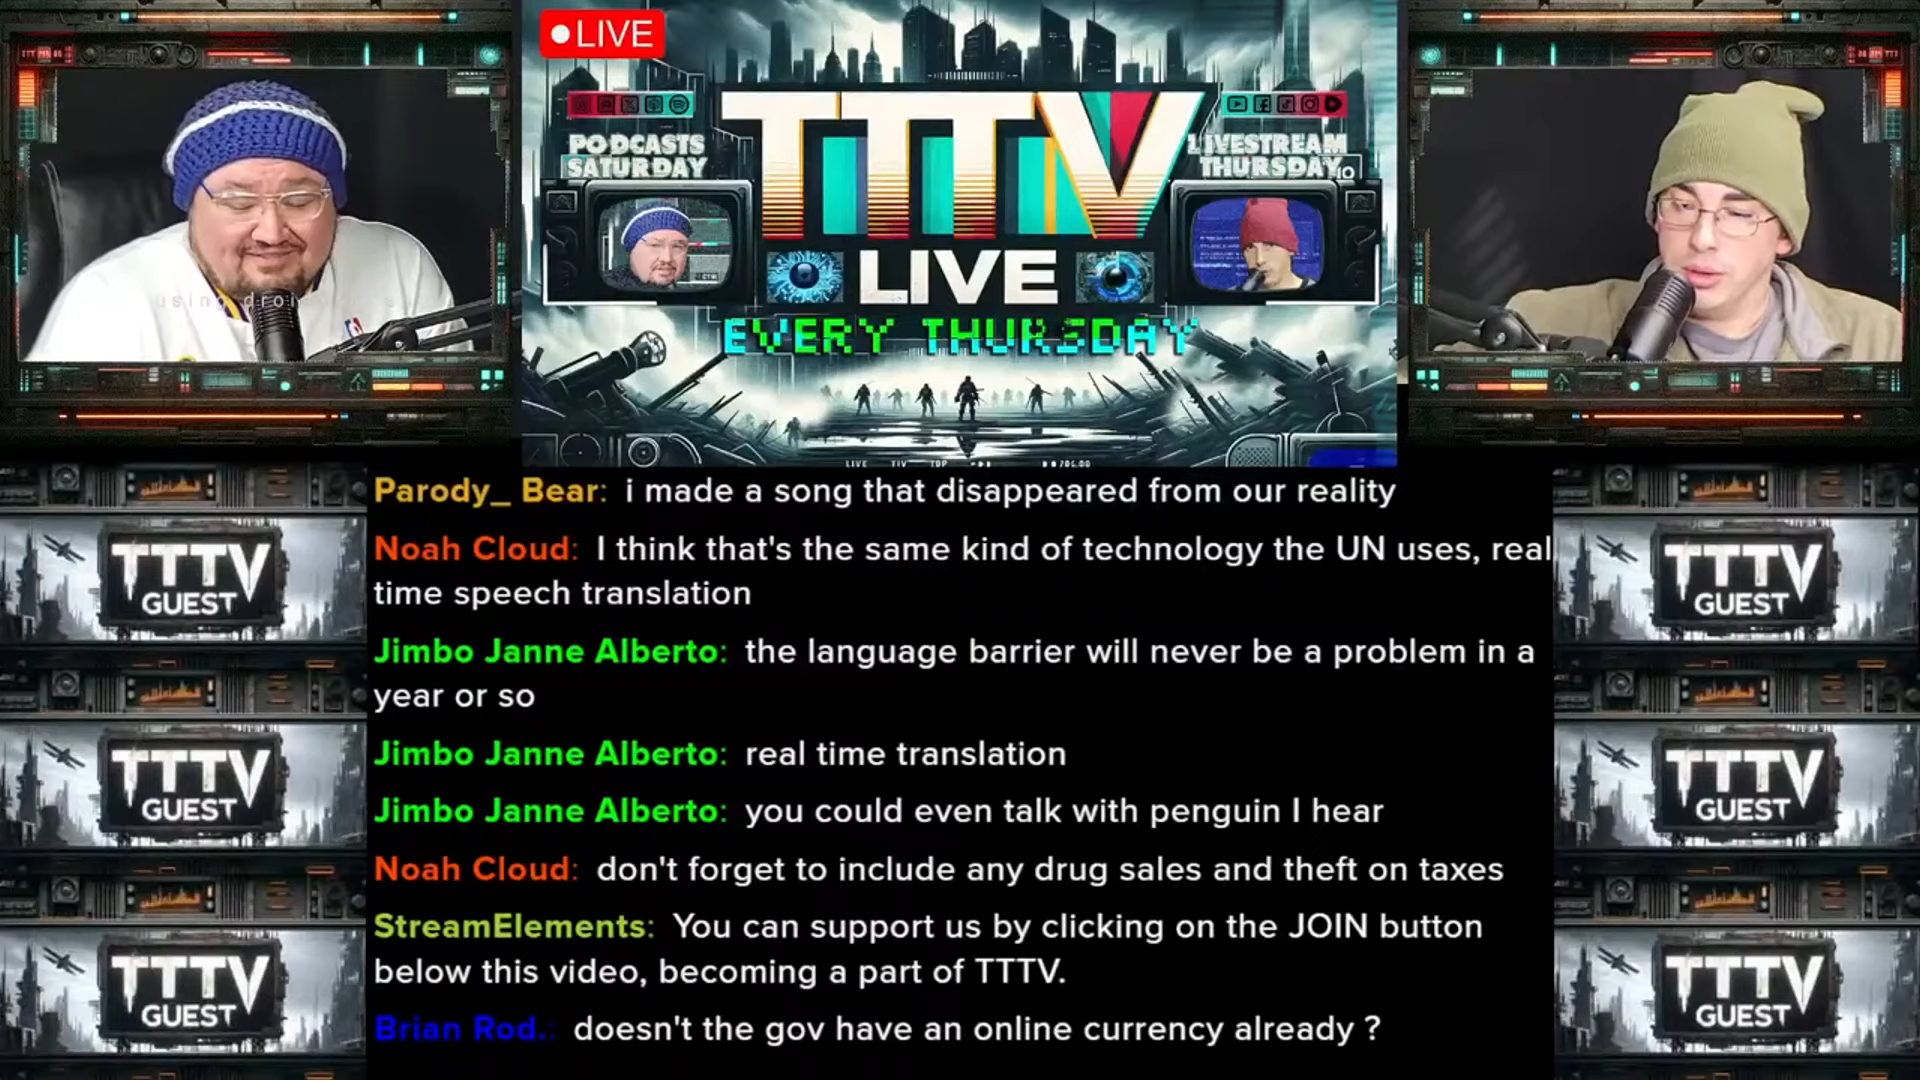 LIVE
PODCASTS
SATURDAY
TTTV
LIVESTREAM
THURSDAY
LIVE
EVERY THURSDAY
Parody_ Bear: i made a song that disappeared from our reality
Noah Cloud: I think that's the same kind of technology the UN uses, real
time speech translation
Jimbo Janne Alberto: the language barrier will never be a problem in a
year or so
Jimbo Janne Alberto: real time translation
Jimbo Janne Alberto: you could even talk with penguin I hear
Noah Cloud: don't forget to include any drug sales and theft on taxes
StreamElements: You can support us by clicking on the JOIN button
below this video, becoming a part of TTTV.
Brian Rod.: doesn't the gov have an online currency already ?
TTTV
GUEST
TTTV
GUEST
TTTV
GUEST
TTTV
GUEST
TTTV
GUEST
TTTV
GUEST